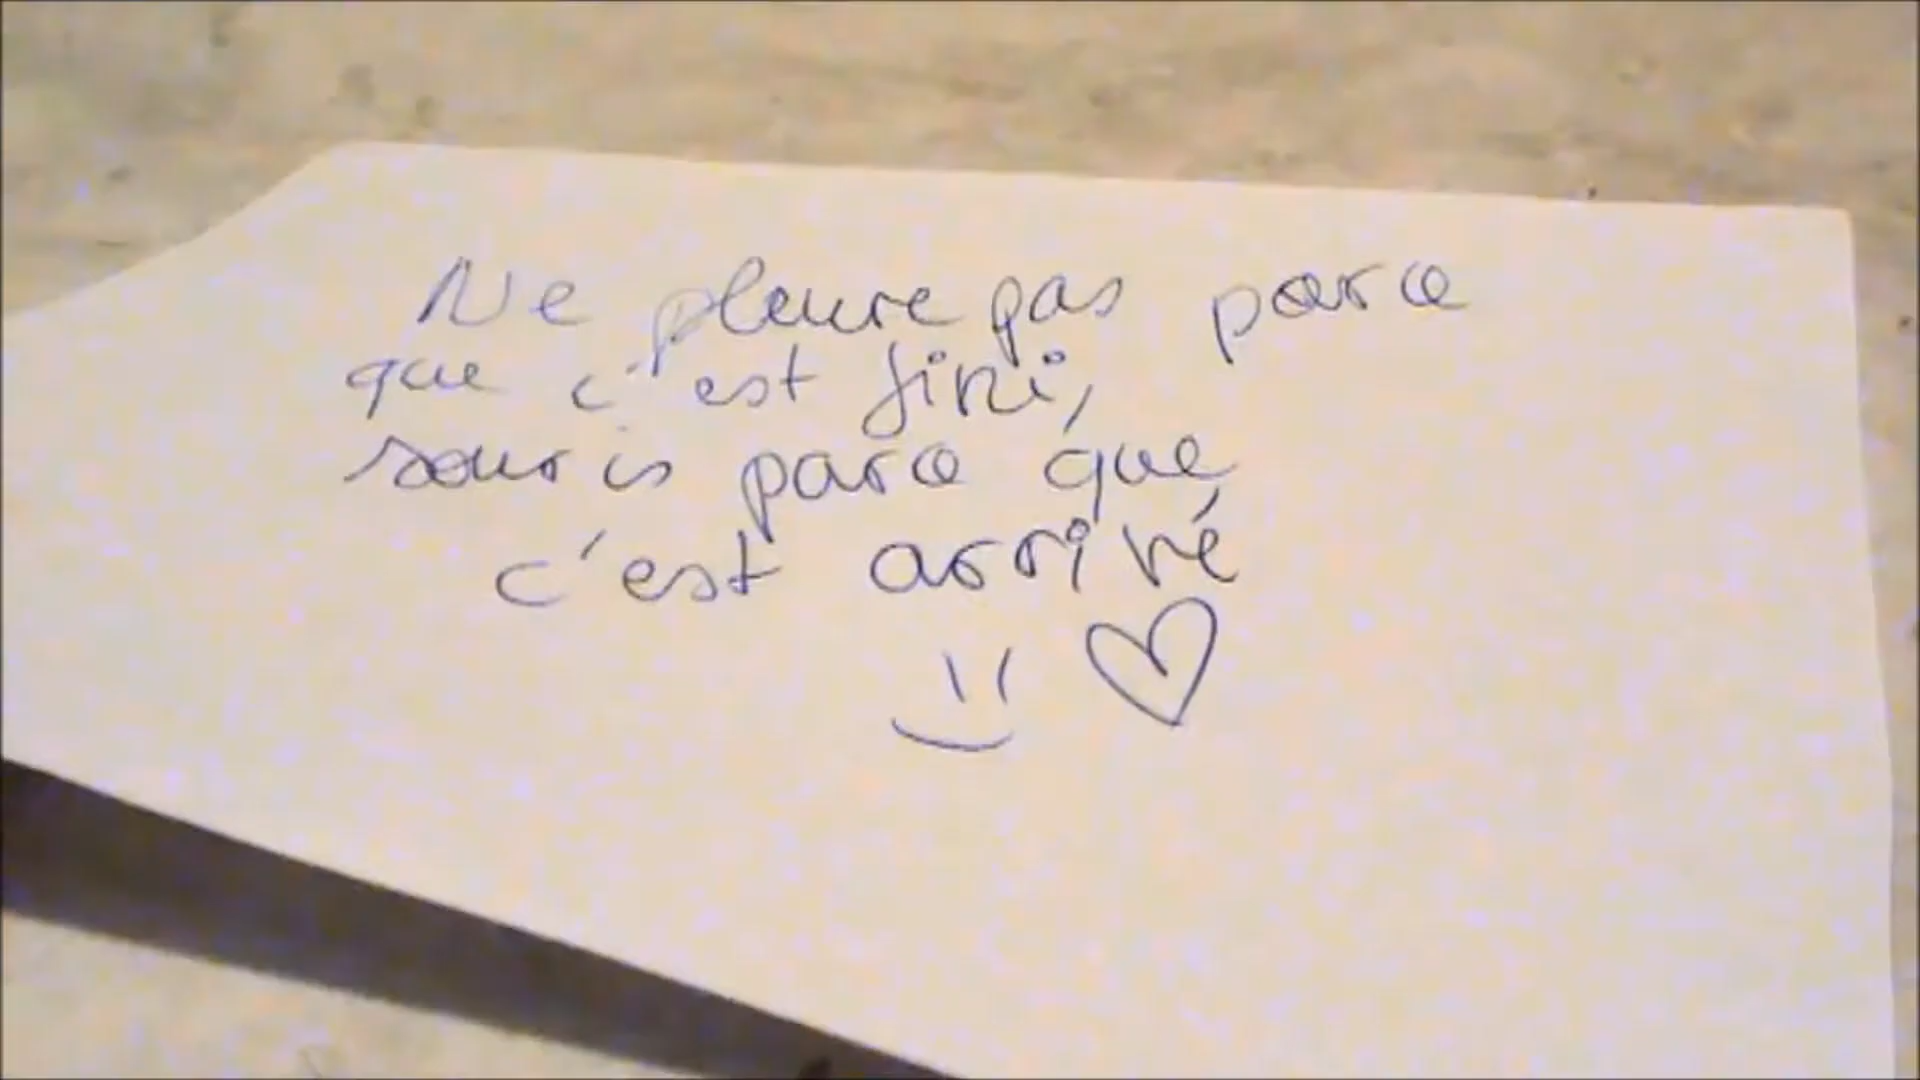 Ne pleure pas parce
que c'est fini,
souris parce que
c'est arrivé